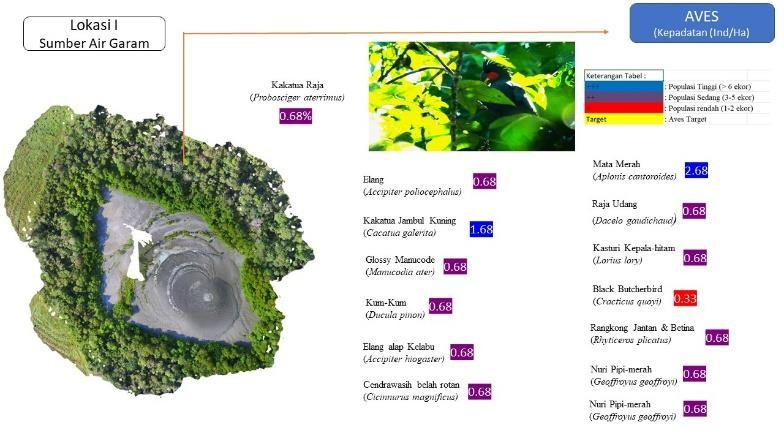 Lokasi I
Sumber Air Garam
AVES
(Kepadatan (Ind/Ha)
Kakatua Raja
(Probosciger aterrimus)
0.68%
Keterangan Tabel :
+++ : Populasi Tinggi (> 6 ekor)
++ : Populasi Sedang (3-5 ekor)
: Populasi rendah (1-2 ekor)
Target : Aves Target
Elang
(Accipiter poliocephalus)
0.68
Kakatua Jambul Kuning
(Cacatua galerita)
1.68
Glossy Manucode
(Manucodia ater)
0.68
Kum-Kum
(Ducula pinon)
0.68
Elang alap Kelabu
(Accipiter hiogaster)
0.68
Cendrawasih belah rotan
(Cicinnurus magnificus)
0.68
Mata Merah
(Aplonis cantoroides)
2.68
Raja Udang
(Dacelo gaudichaud)
0.68
Kasturi Kepala-hitam
(Lorius lory)
0.68
Black Butcherbird
(Cracticus quoyi)
0.33
Rangkong Jantan & Betina
(Rhyticeros plicatus)
0.68
Nuri Pipi-merah
(Geoffroyus geoffroyi)
0.68
Nuri Pipi-merah
(Geoffroyus geoffroyi)
0.68